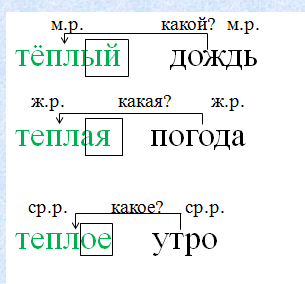 м.р. какой? м.р.
тёплый дождь
ж.р. какая? ж.р.
теплая погода
ср.р. какое? ср.р.
теплое утро